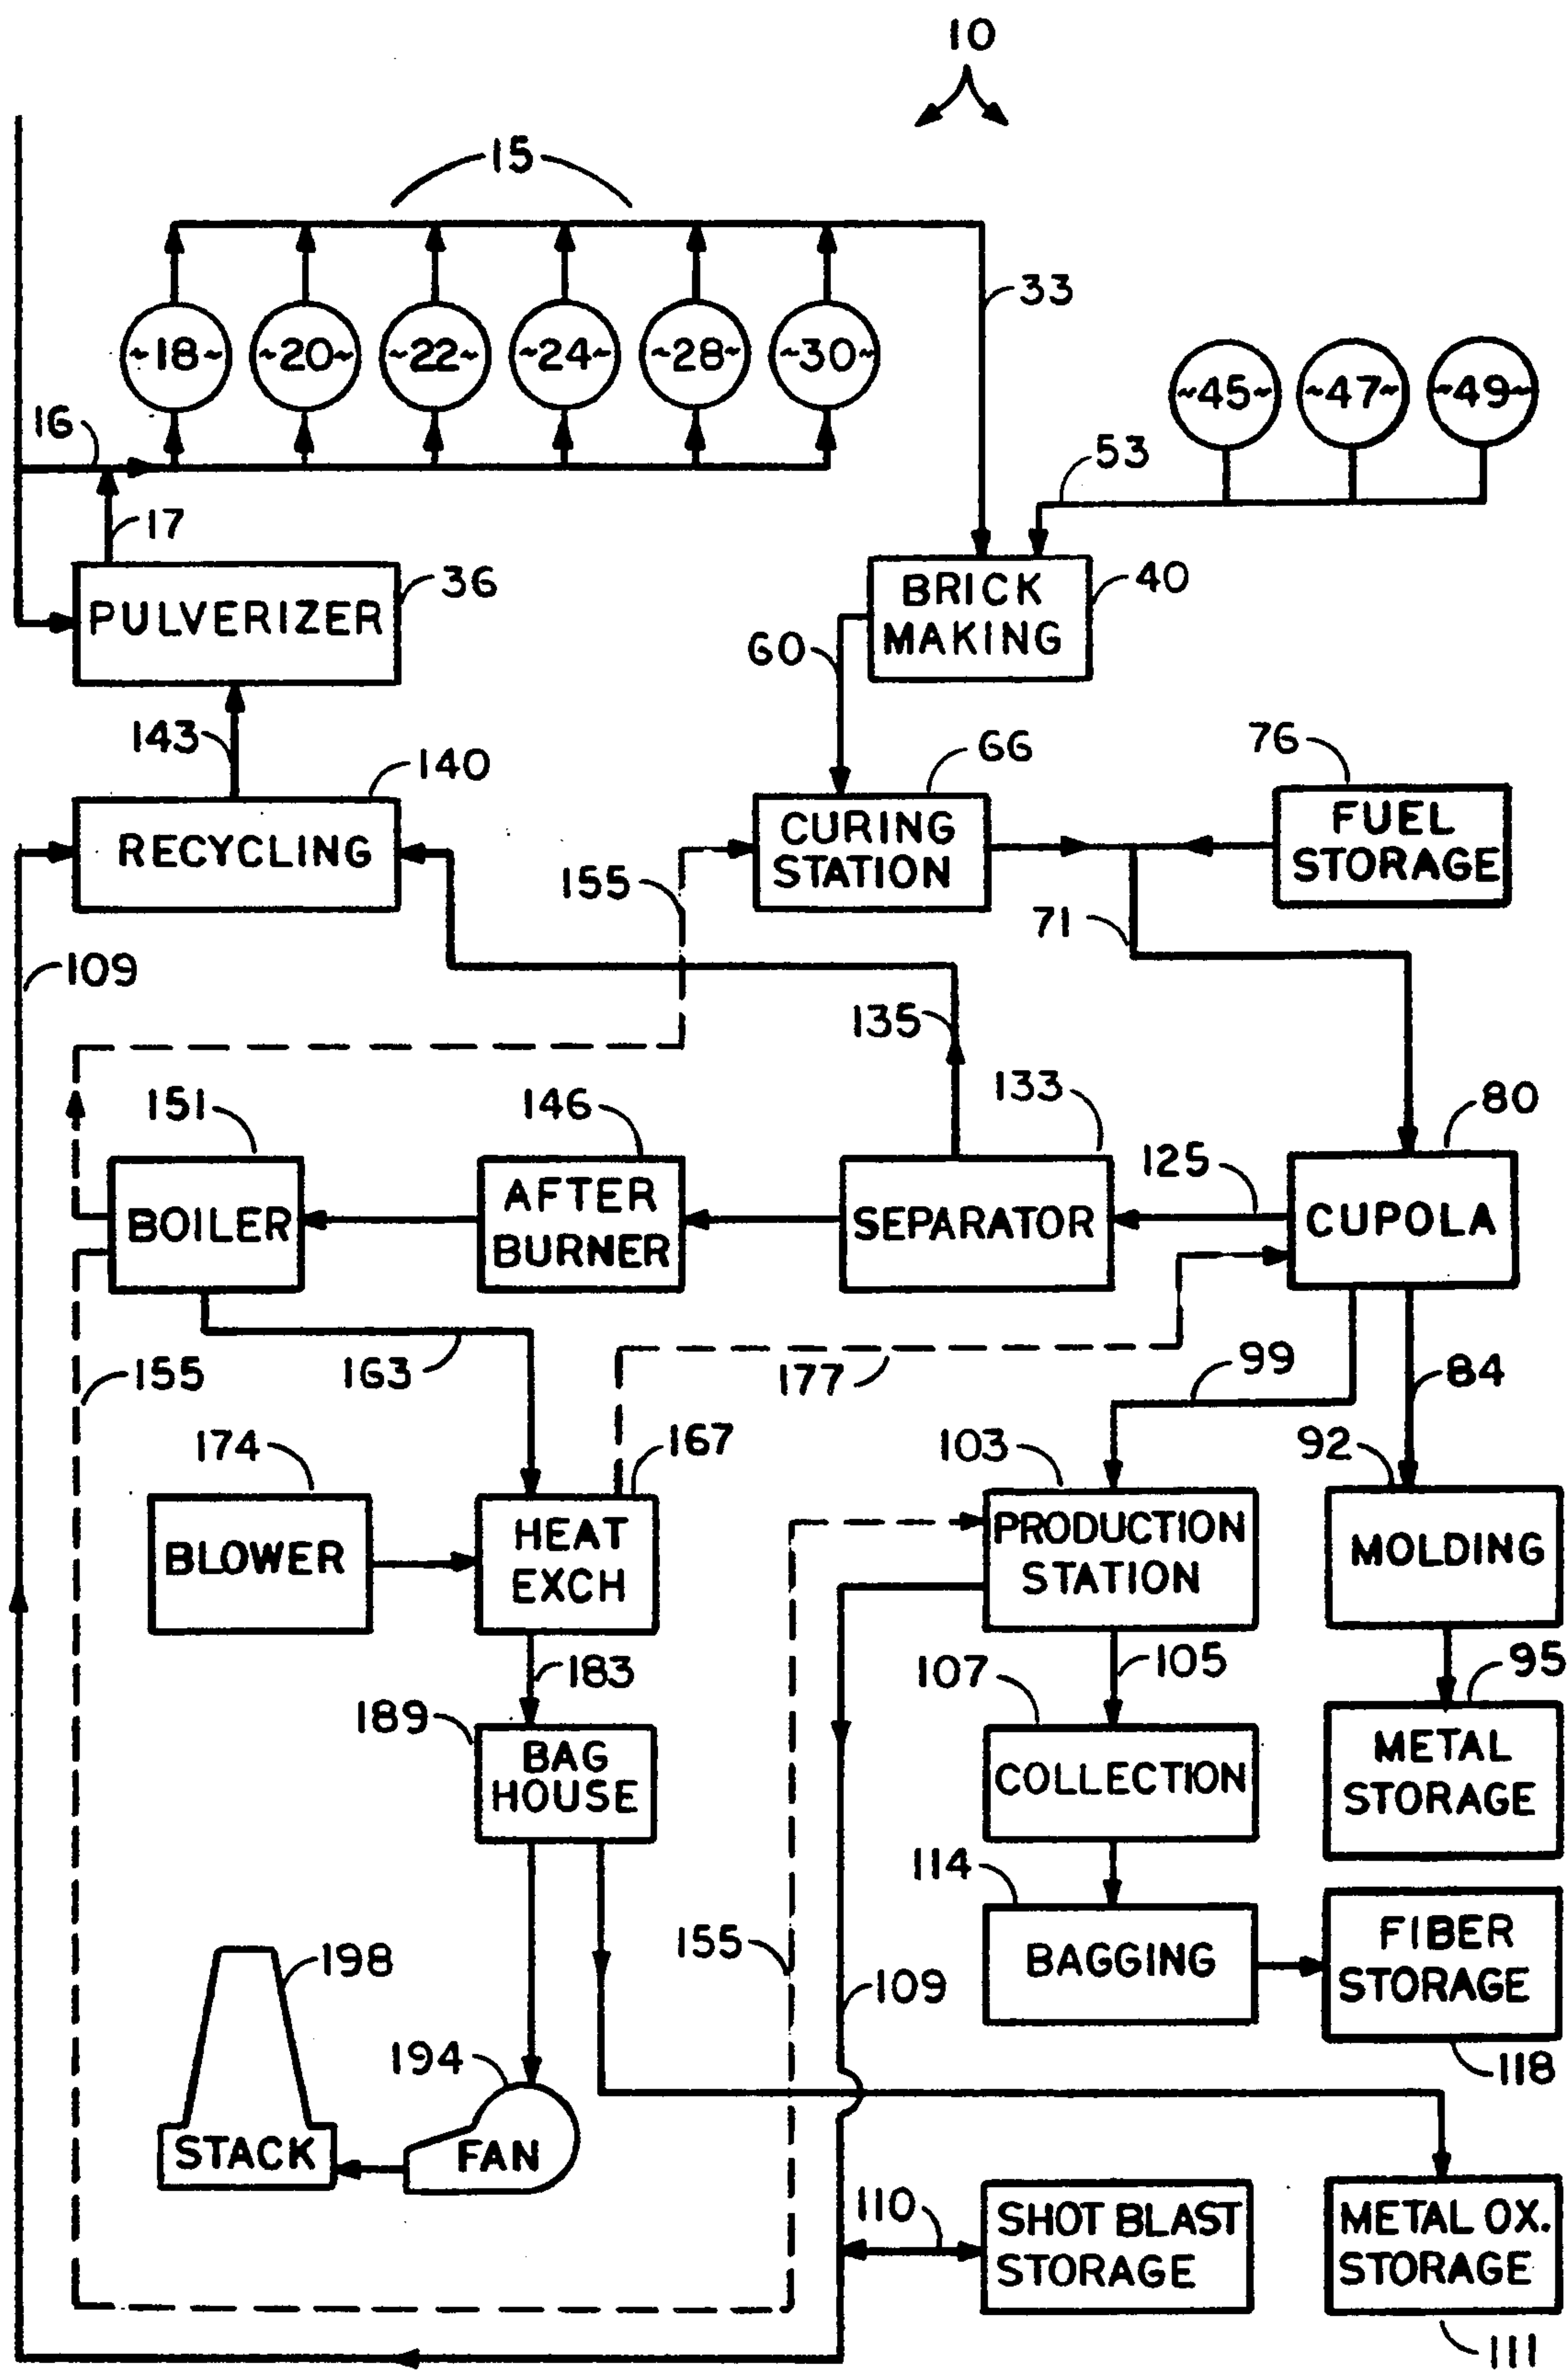 10
15
33
~18~
~20~
~22~
~24~
~28~
~30~
~45~
~47~
~49~
16
53
17
36
PULVERIZER
40
BRICK
MAKING
60
143
140
66
76
RECYCLING
CURING
STATION
FUEL
STORAGE
155
71
109
135
133
151
146
80
125
BOILER
AFTER
BURNER
SEPARATOR
CUPOLA
155
163
177
99
84
174
167
103
92
BLOWER
HEAT
EXCH
PRODUCTION
STATION
MOLDING
183
105
95
189
107
BAG
HOUSE
COLLECTION
METAL
STORAGE
114
155
BAGGING
FIBER
STORAGE
198
109
194
118
STACK
FAN
110
SHOT BLAST
STORAGE
METAL OX.
STORAGE
111